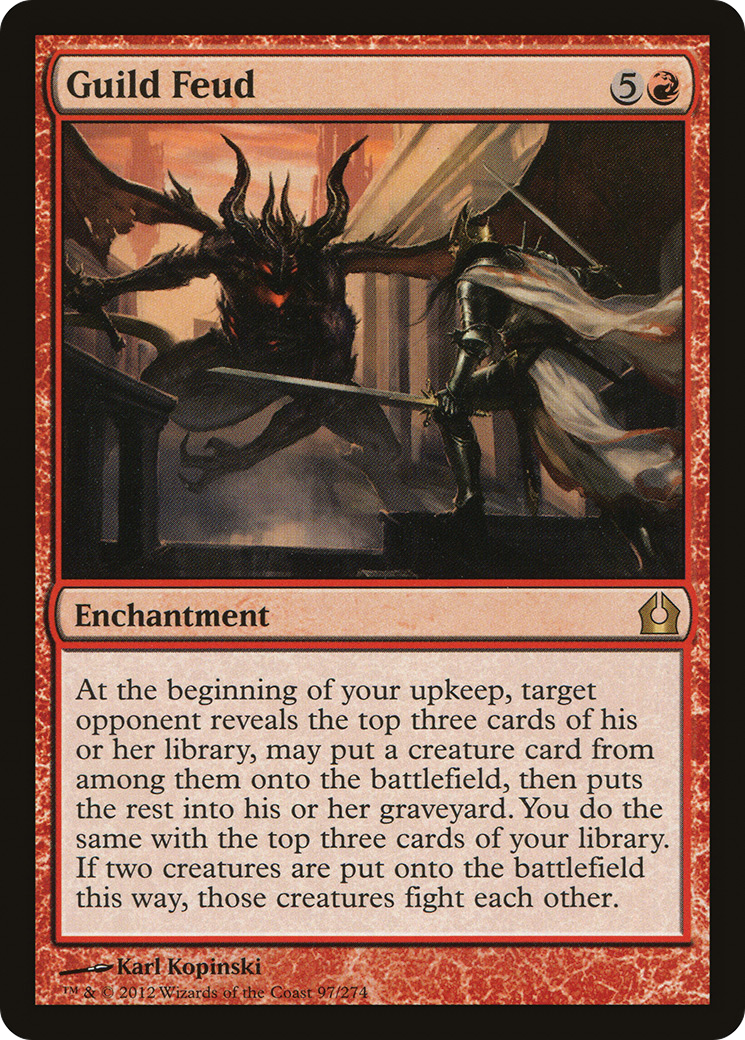 Guild Feud
5
Enchantment
At the beginning of your upkeep, target
opponent reveals the top three cards of his
or her library, may put a creature card from
among them onto the battlefield, then puts
the rest into his or her graveyard. You do the
same with the top three cards of your library.
If two creatures are put onto the battlefield
this way, those creatures fight each other.
Karl Kopinski
™ & © 2012 Wizards of the Coast 97/274